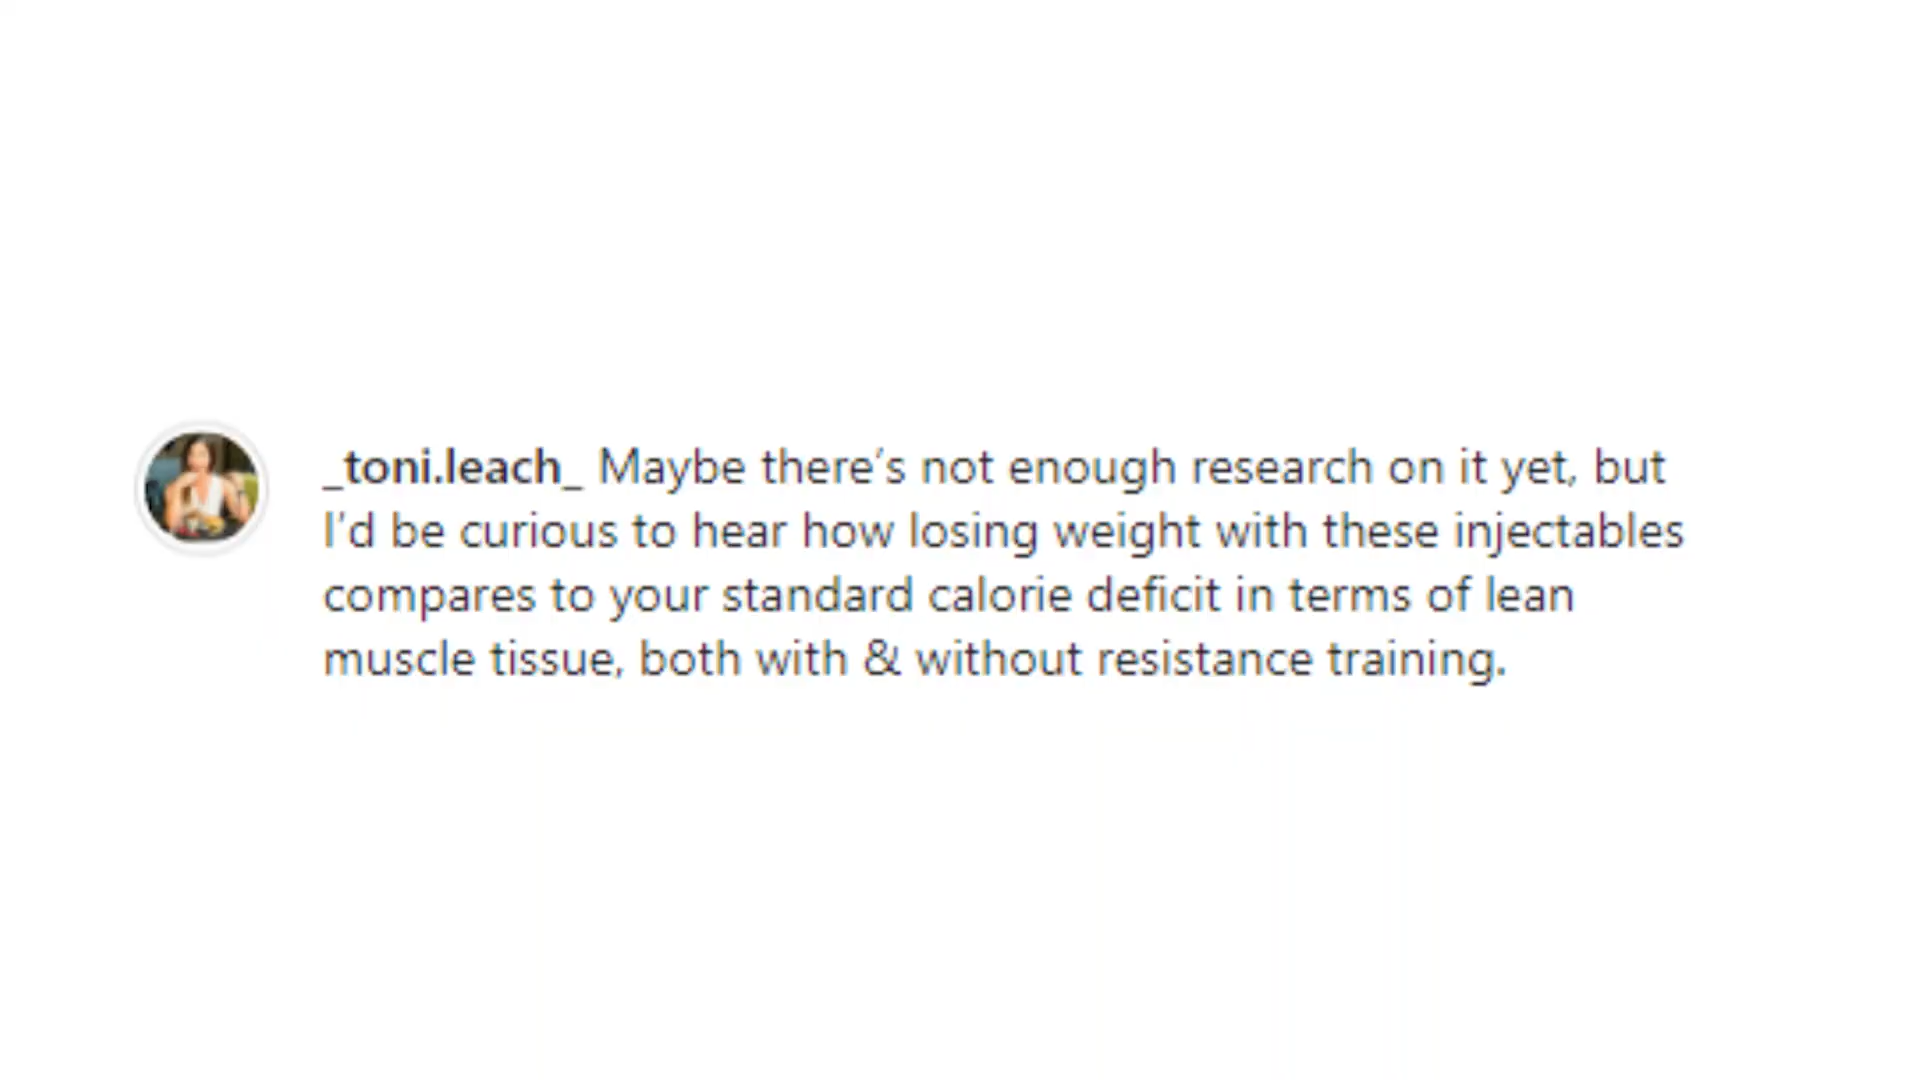 _toni.leach_ Maybe there’s not enough research on it yet, but
I’d be curious to hear how losing weight with these injectables
compares to your standard calorie deficit in terms of lean
muscle tissue, both with & without resistance training.